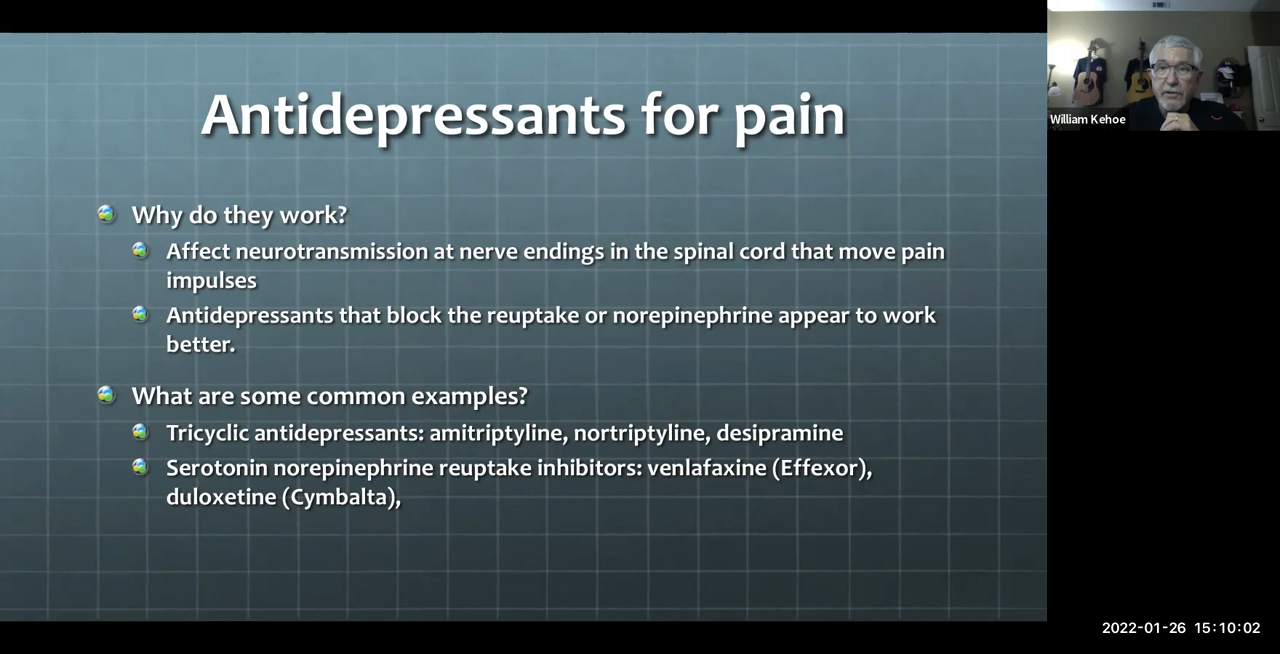 Antidepressants for pain
Why do they work?
Affect neurotransmission at nerve endings in the spinal cord that move pain
impulses
Antidepressants that block the reuptake or norepinephrine appear to work
better.
What are some common examples?
Tricyclic antidepressants: amitriptyline, nortriptyline, desipramine
Serotonin norepinephrine reuptake inhibitors: venlafaxine (Effexor),
duloxetine (Cymbalta),
William Kehoe
2022-01-26 15:10:02